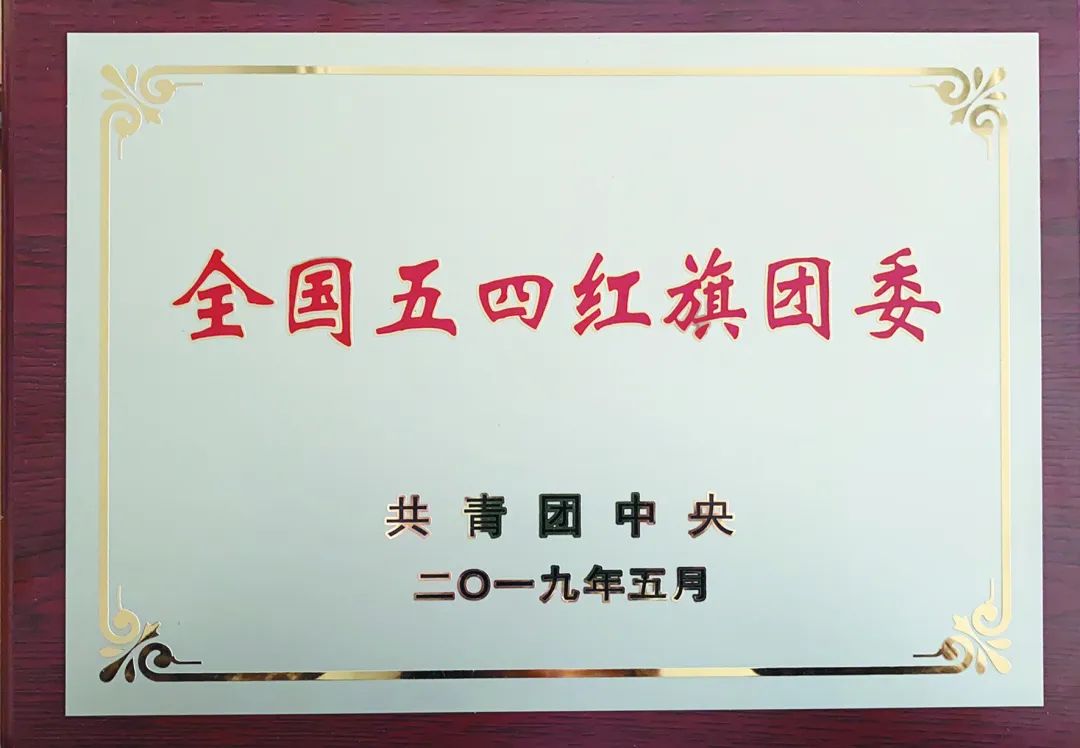 全国五四红旗团委
共青团中央
二〇一九年五月